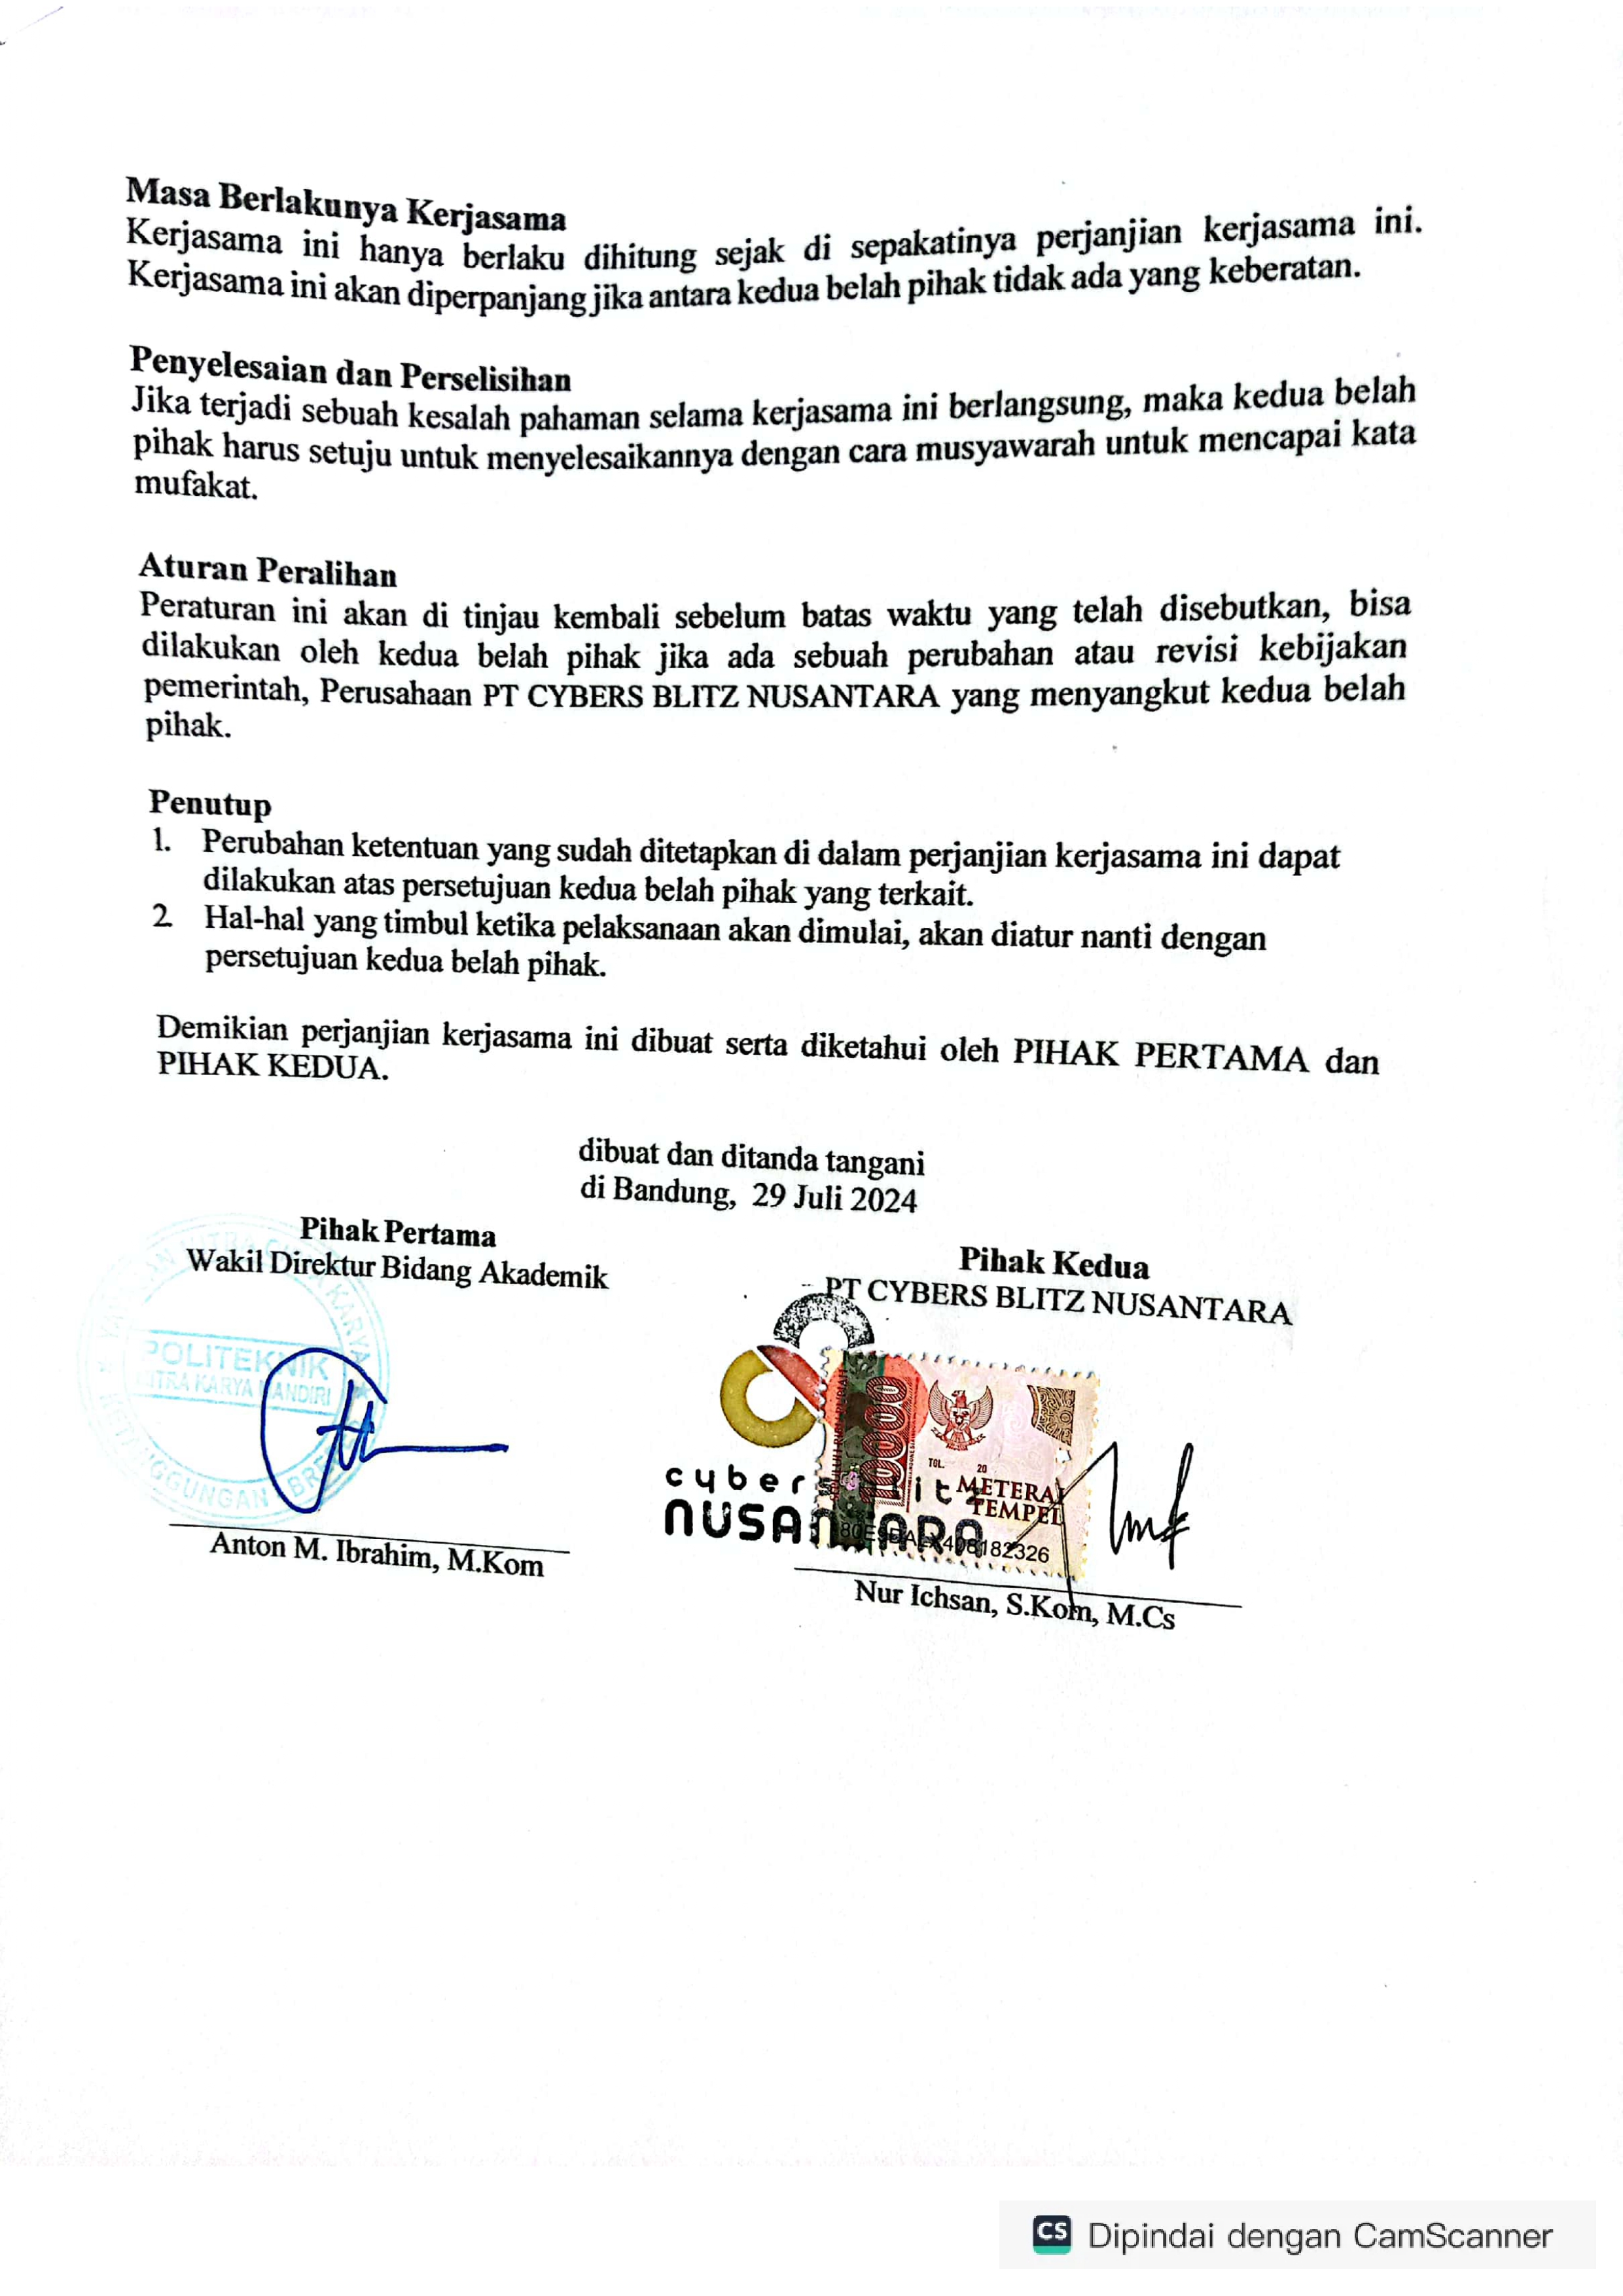 Masa Berlakunya Kerjasama
Kerjasama ini hanya berlaku dihitung sejak di sepakatinya perjanjian kerjasama ini.
Kerjasama ini akan diperpanjang jika antara kedua belah pihak tidak ada yang keberatan.
Penyelesaian dan Perselisihan
Jika terjadi sebuah kesalah pahaman selama kerjasama ini berlangsung, maka kedua belah
pihak harus setuju untuk menyelesaikannya dengan cara musyawarah untuk mencapai kata
mufakat.
Aturan Peralihan
Peraturan ini akan di tinjau kembali sebelum batas waktu yang telah disebutkan, bisa
dilakukan oleh kedua belah pihak jika ada sebuah perubahan atau revisi kebijakan
pemerintah, Perusahaan PT CYBERS BLITZ NUSANTARA yang menyangkut kedua belah
pihak.
Penutup
1. Perubahan ketentuan yang sudah ditetapkan di dalam perjanjian kerjasama ini dapat
dilakukan atas persetujuan kedua belah pihak yang terkait.
2. Hal-hal yang timbul ketika pelaksanaan akan dimulai, akan diatur nanti dengan
persetujuan kedua belah pihak.
Demikian perjanjian kerjasama ini dibuat serta diketahui oleh PIHAK PERTAMA dan
PIHAK KEDUA.
dibuat dan ditanda tangani
di Bandung, 29 Juli 2024
Pihak Pertama
Wakil Direktur Bidang Akademik
POLITEKNIK
KARYA MANDIRI
Anton M. Ibrahim, M.Kom
Pihak Kedua
PT CYBERS BLITZ NUSANTARA
10000
TGL. 20
METERAI
TEMPEL
cyber
NUSANTARA
408182326
Nur Ichsan, S.Kom, M.Cs
CS Dipindai dengan CamScanner